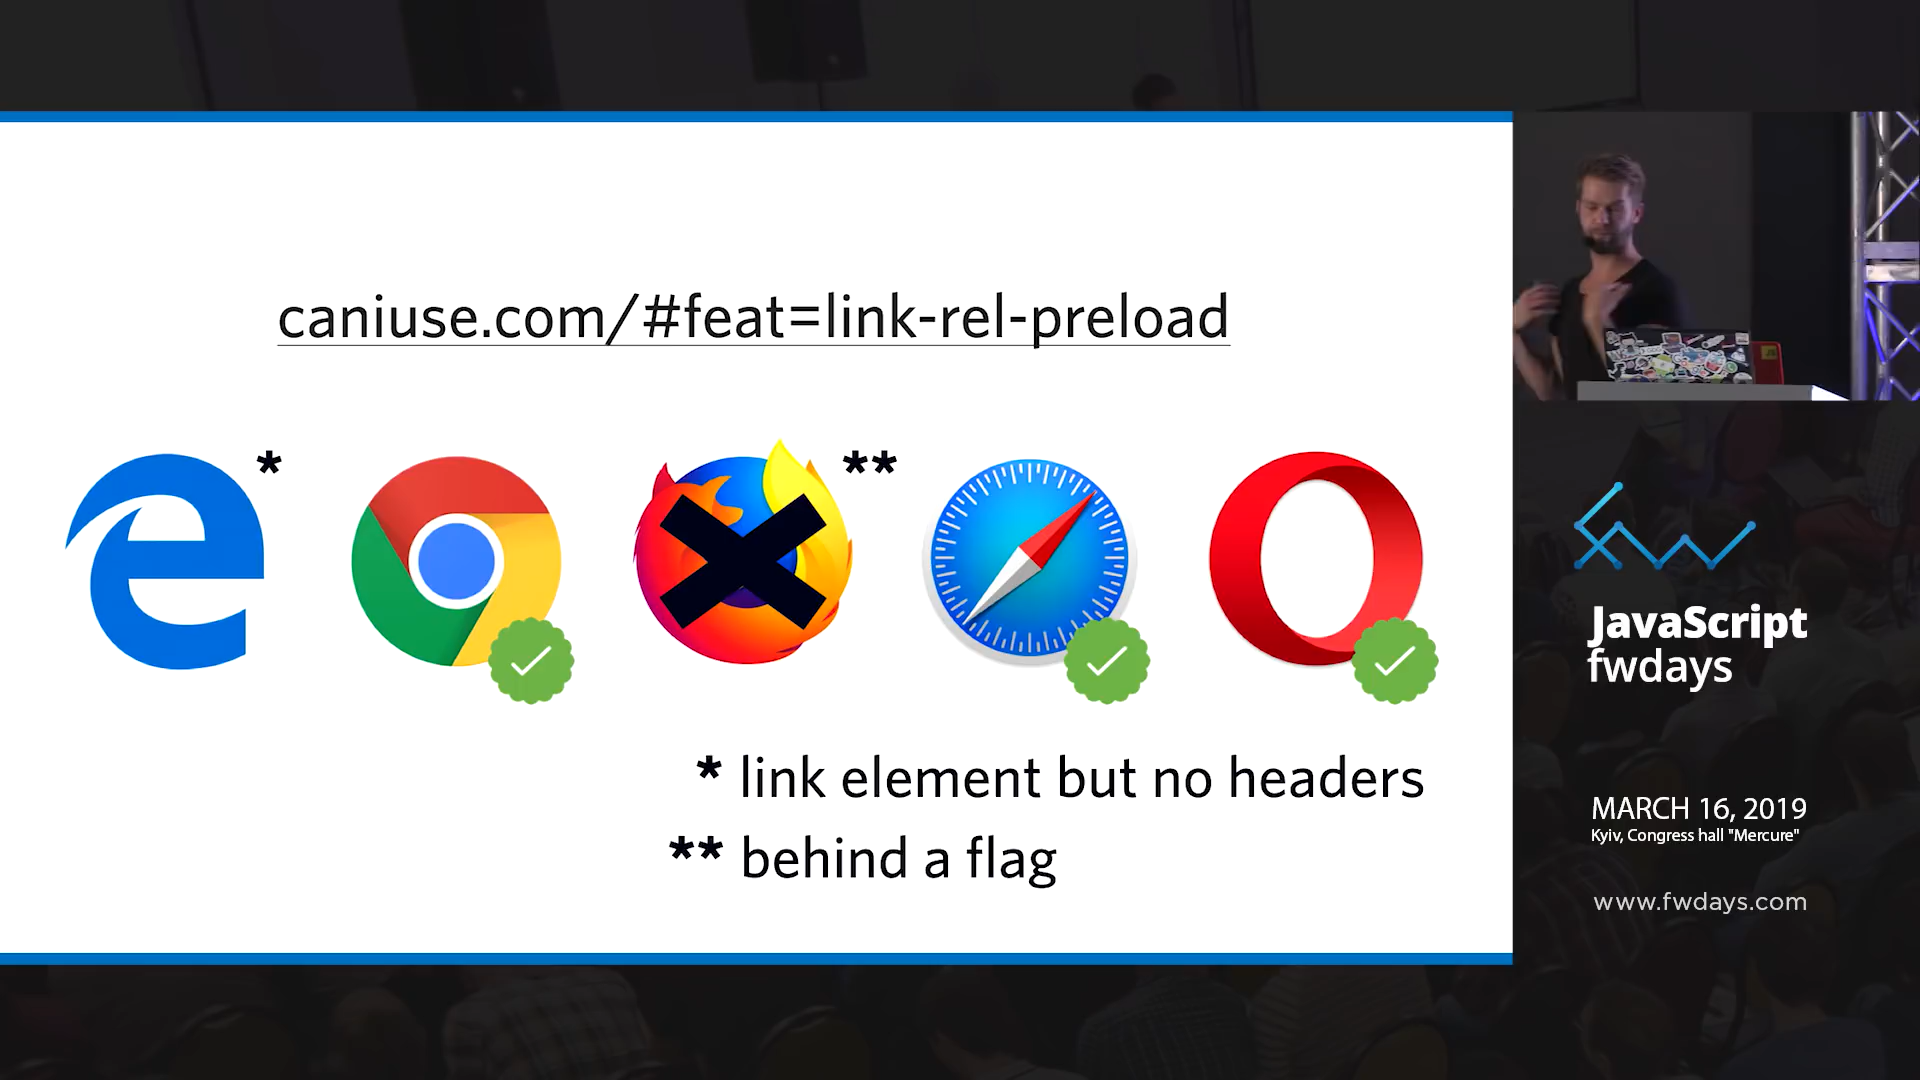 caniuse.com/#feat=link-rel-preload
*
**
* link element but no headers
** behind a flag
JavaScript
fwdays
MARCH 16, 2019
Kyiv, Congress hall "Mercure"
www.fwdays.com